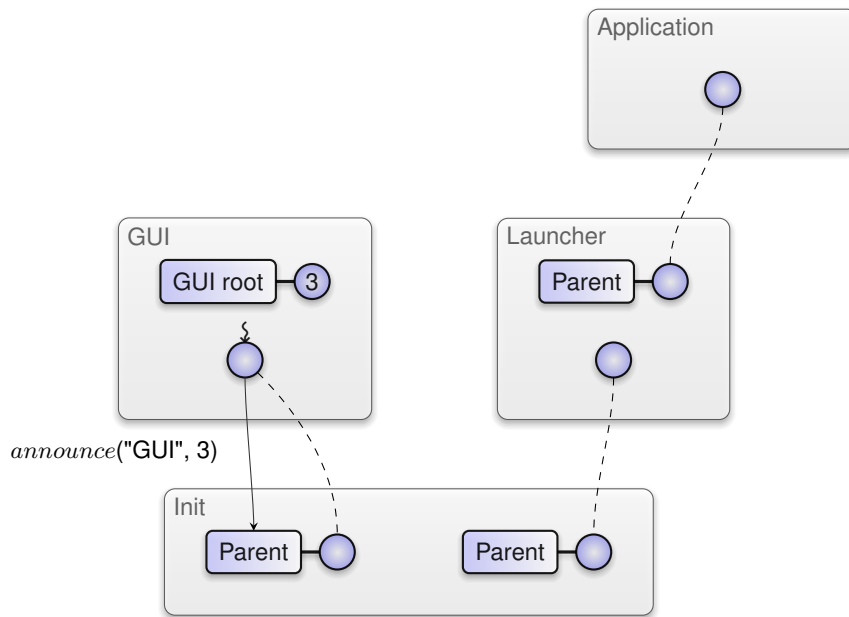 Application
GUI
Launcher
GUI root
3
Parent
announce("GUI", 3)
Init
Parent
Parent